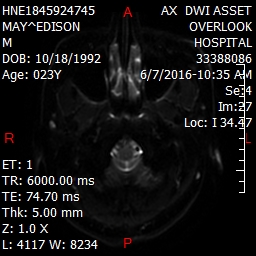 HNE1845924745
MAY^EDISON
M
DOB: 10/18/1992
Age: 023Y
A
AX DWI ASSET
OVERLOOK
HOSPITAL
33388086
6/7/2016-10:35 AM
Se:4
Im:27
Loc: I 34.47
R
L
ET: 1
TR: 6000.00 ms
TE: 74.70 ms
Thk: 5.00 mm
Z: 1.0 X
L: 4117 W: 8234
P